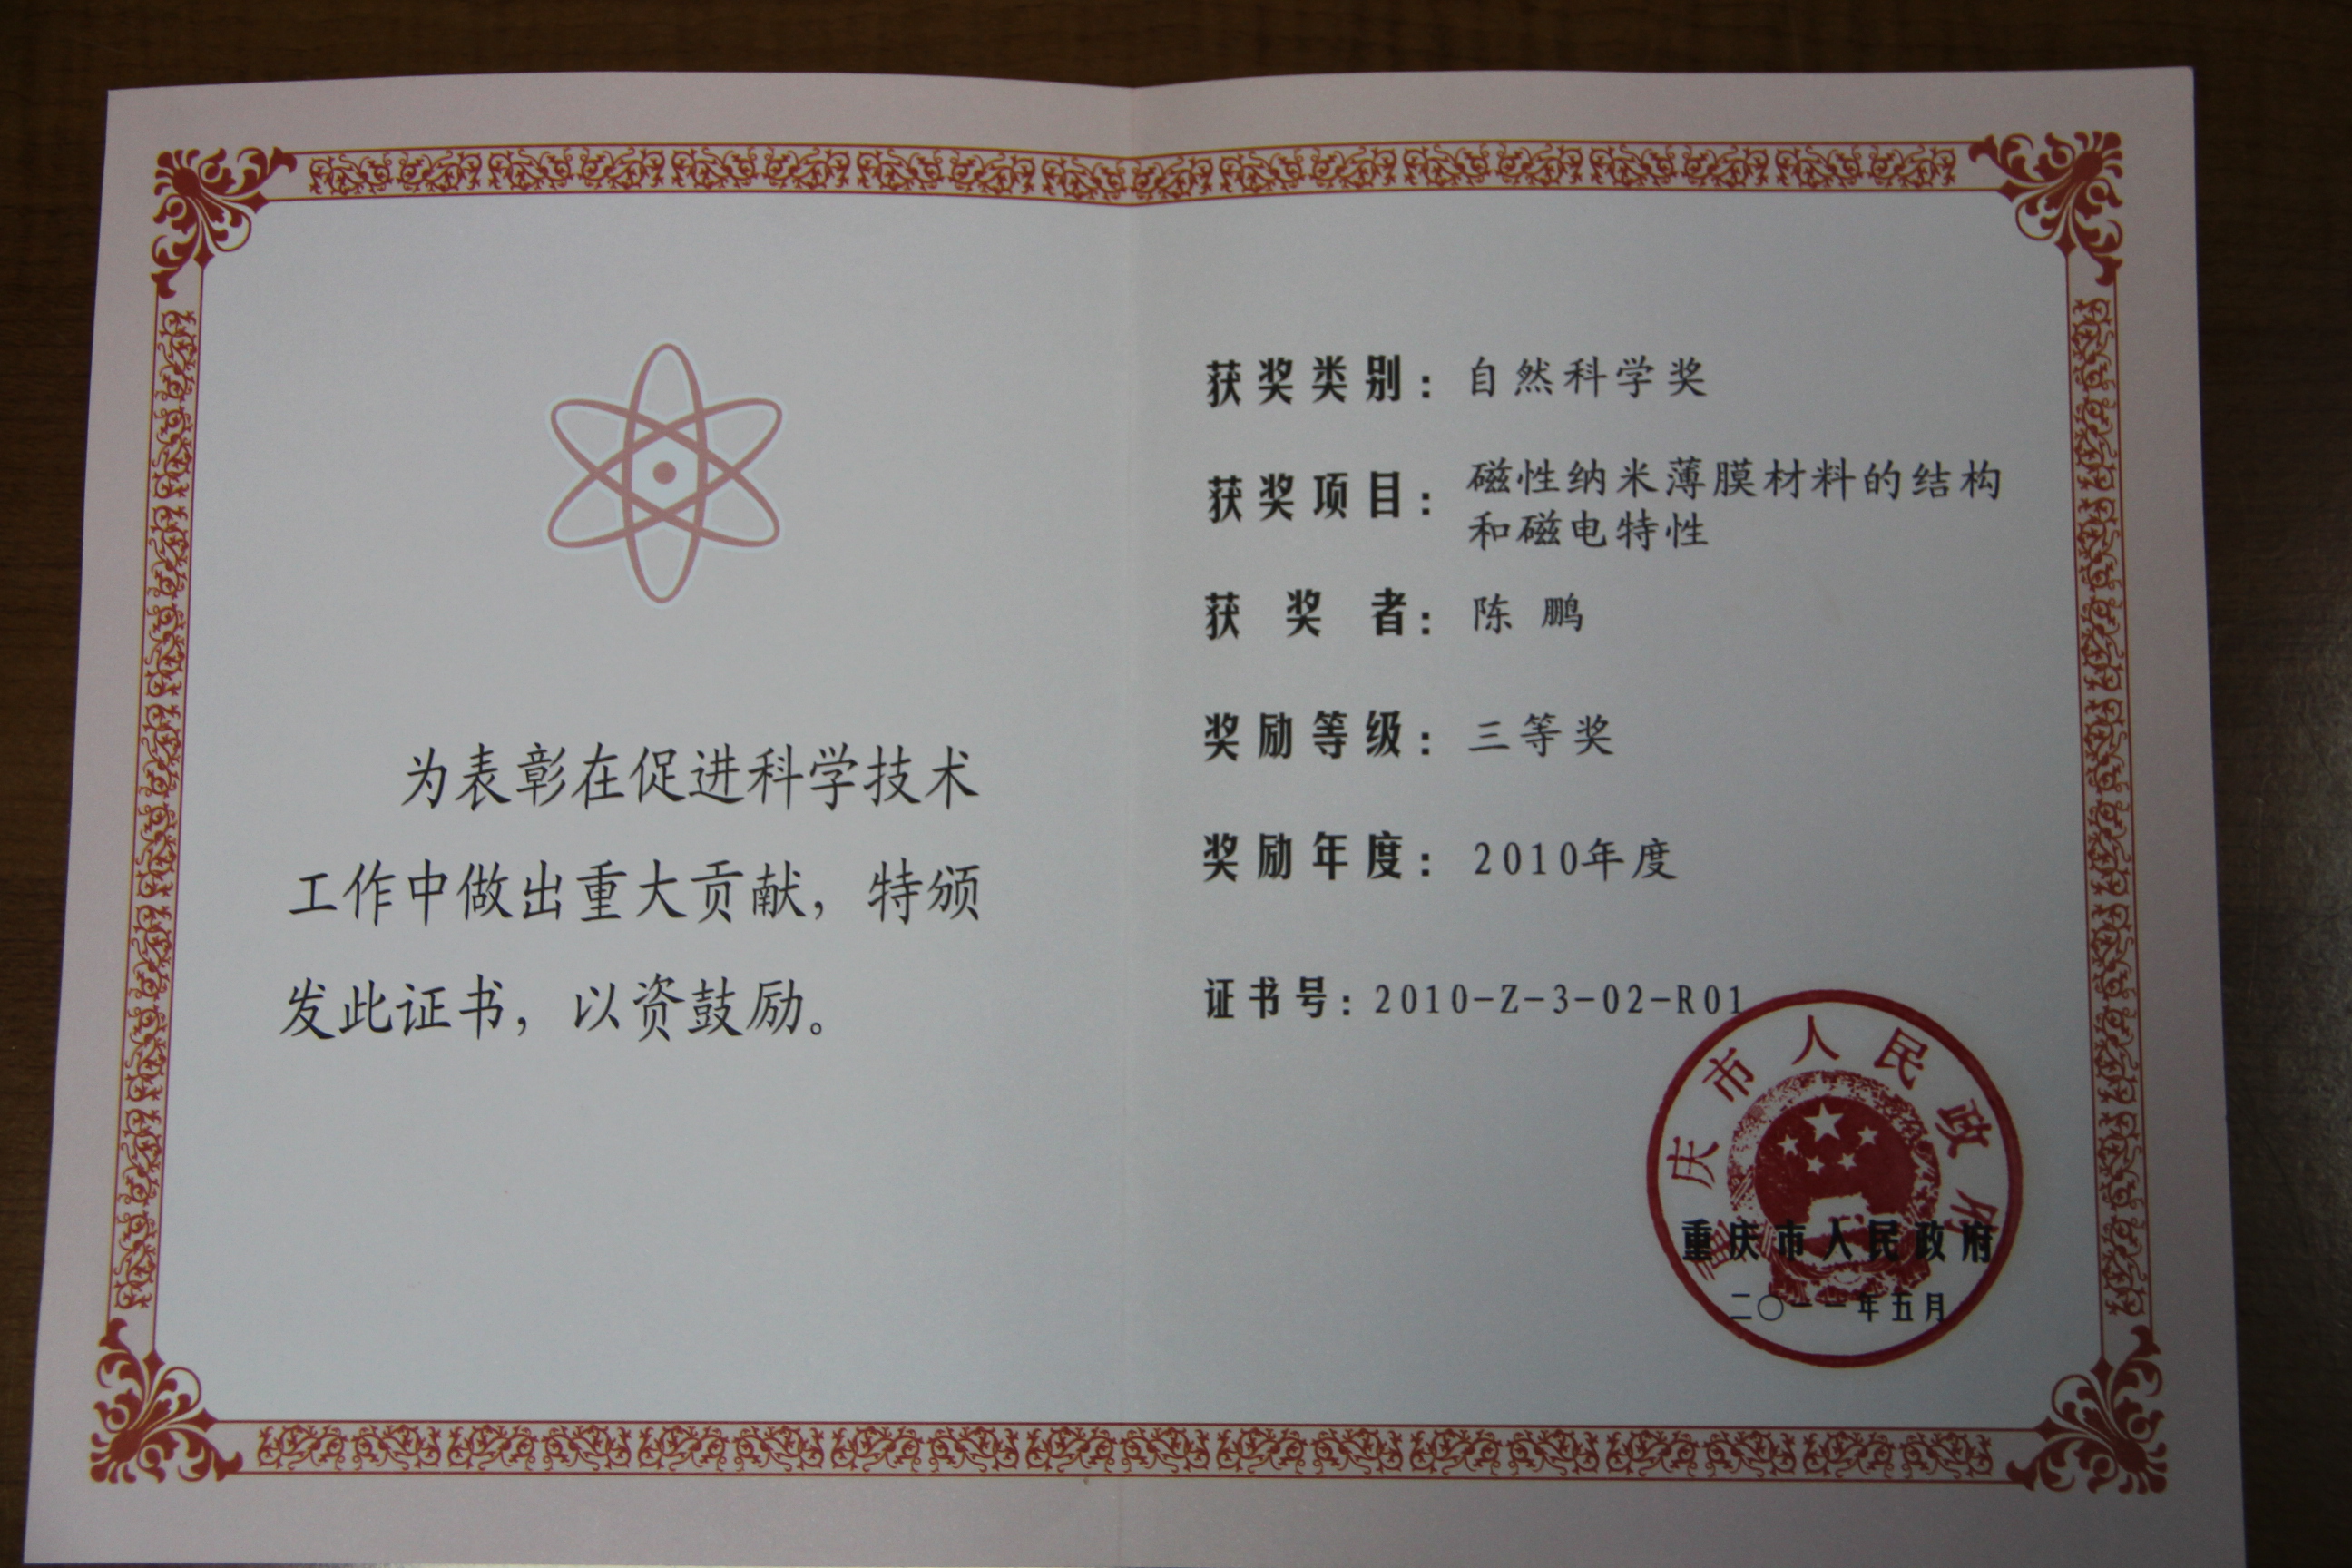 为表彰在促进科学技术
工作中做出重大贡献，特颁
发此证书，以资鼓励。
获奖类别：自然科学奖
获奖项目：磁性纳米薄膜材料的结构
和磁电特性
获奖者：陈鹏
奖励等级：三等奖
奖励年度：2010年度
证书号：2010-Z-3-02-R01
重庆市人民政府
重庆市人民政府
二〇一一年五月